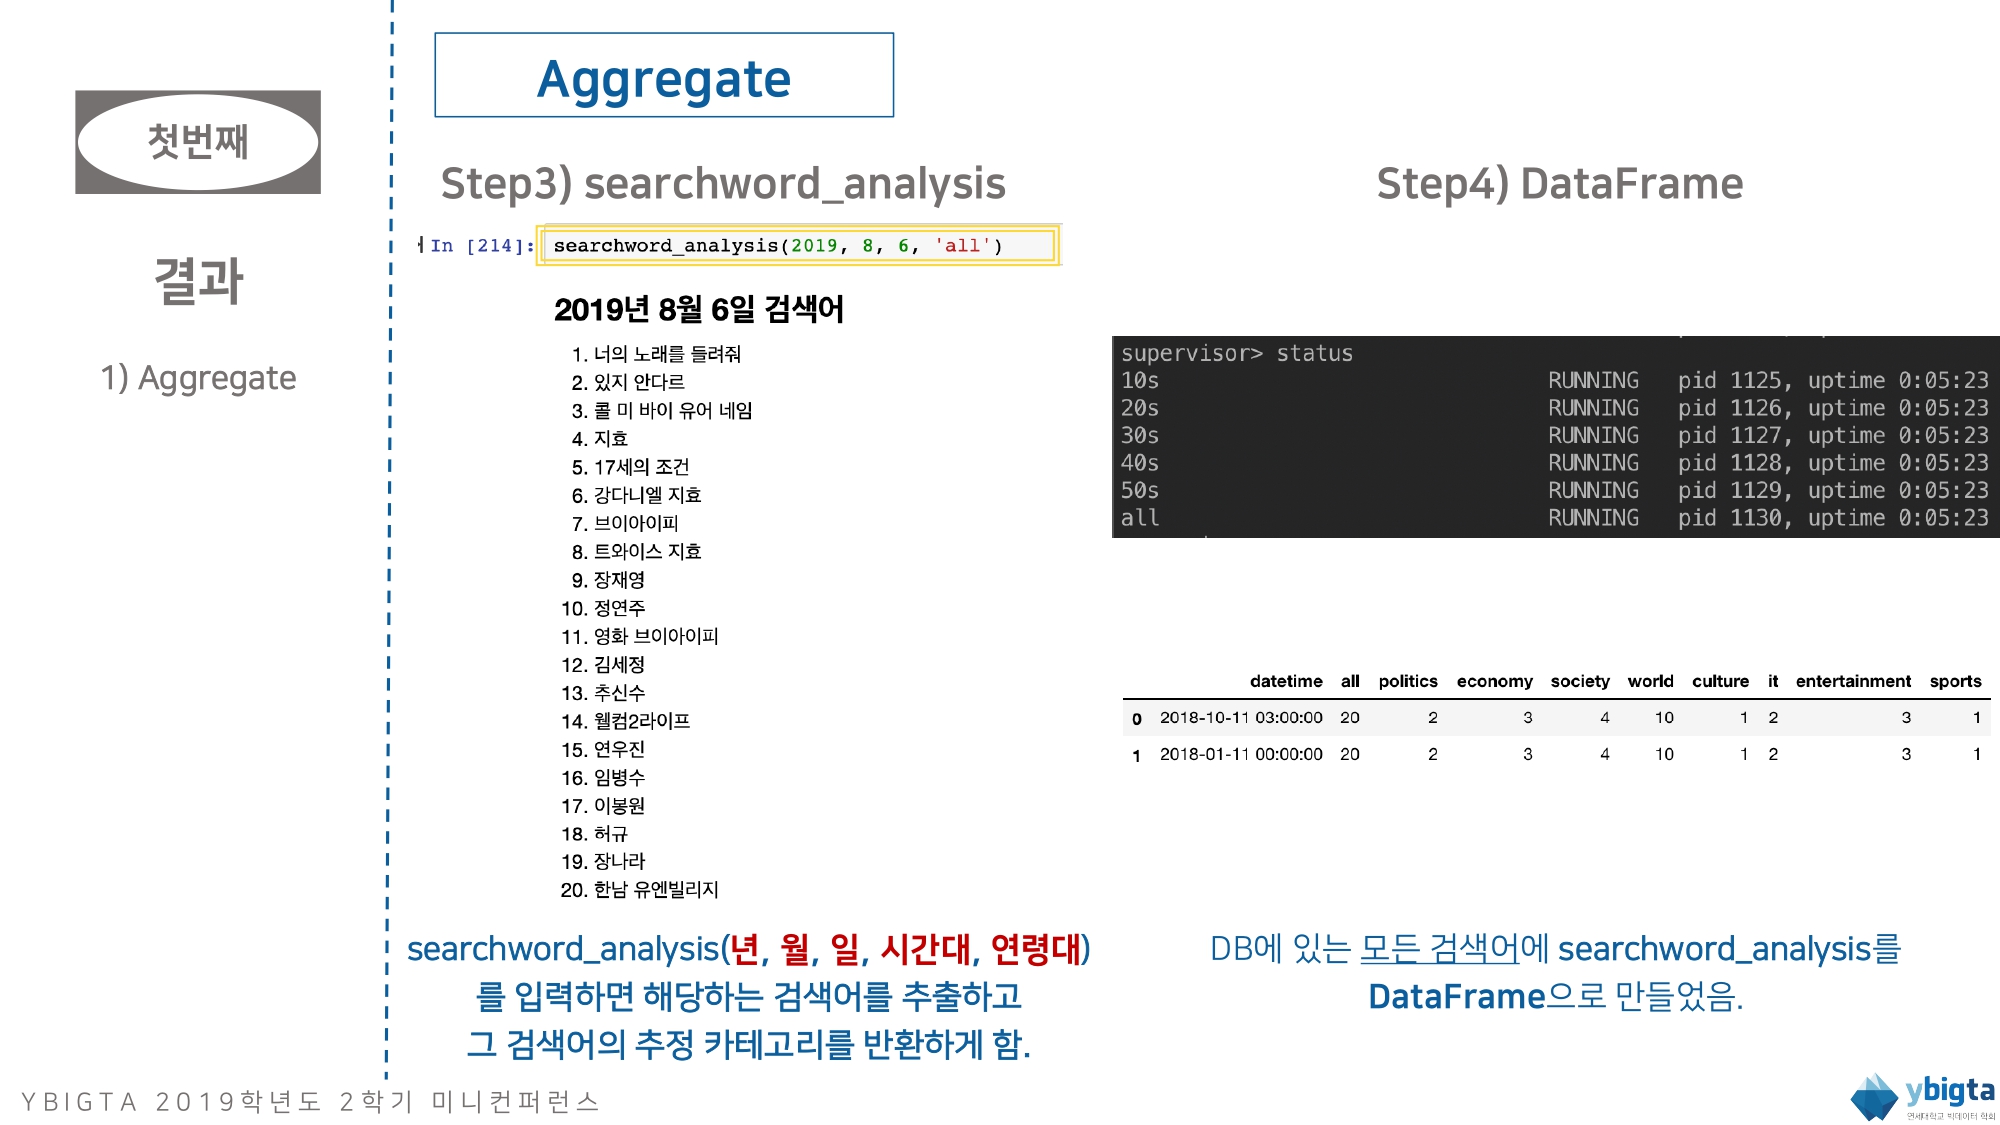 첫번째
결과
1) Aggregate
Aggregate
Step3) searchword_analysis
In [214]: searchword_analysis(2019, 8, 6, 'all')
2019년 8월 6일 검색어
1. 너의 노래를 들려줘
2. 있지 안다르
3. 콜 미 바이 유어 네임
4. 지효
5. 17세의 조건
6. 강다니엘 지효
7. 브이아이피
8. 트와이스 지효
9. 장재영
10. 정연주
11. 영화 브이아이피
12. 김세정
13. 추신수
14. 웰컴2라이프
15. 연우진
16. 임병수
17. 이봉원
18. 허규
19. 장나라
20. 한남 유엔빌리지
searchword_analysis(년, 월, 일, 시간대, 연령대)
를 입력하면 해당하는 검색어를 추출하고
그 검색어의 추정 카테고리를 반환하게 함.
Step4) DataFrame
supervisor> status
10s RUNNING pid 1125, uptime 0:05:23
20s RUNNING pid 1126, uptime 0:05:23
30s RUNNING pid 1127, uptime 0:05:23
40s RUNNING pid 1128, uptime 0:05:23
50s RUNNING pid 1129, uptime 0:05:23
all RUNNING pid 1130, uptime 0:05:23
datetime all politics economy society world culture it entertainment sports
0 2018-10-11 03:00:00 20 2 3 4 10 1 2 3 1
1 2018-01-11 00:00:00 20 2 3 4 10 1 2 3 1
DB에 있는 모든 검색어에 searchword_analysis를
DataFrame으로 만들었음.
YBIGTA 2019학년도 2학기 미니컨퍼런스
ybigta
연세대학교 빅데이터 학회